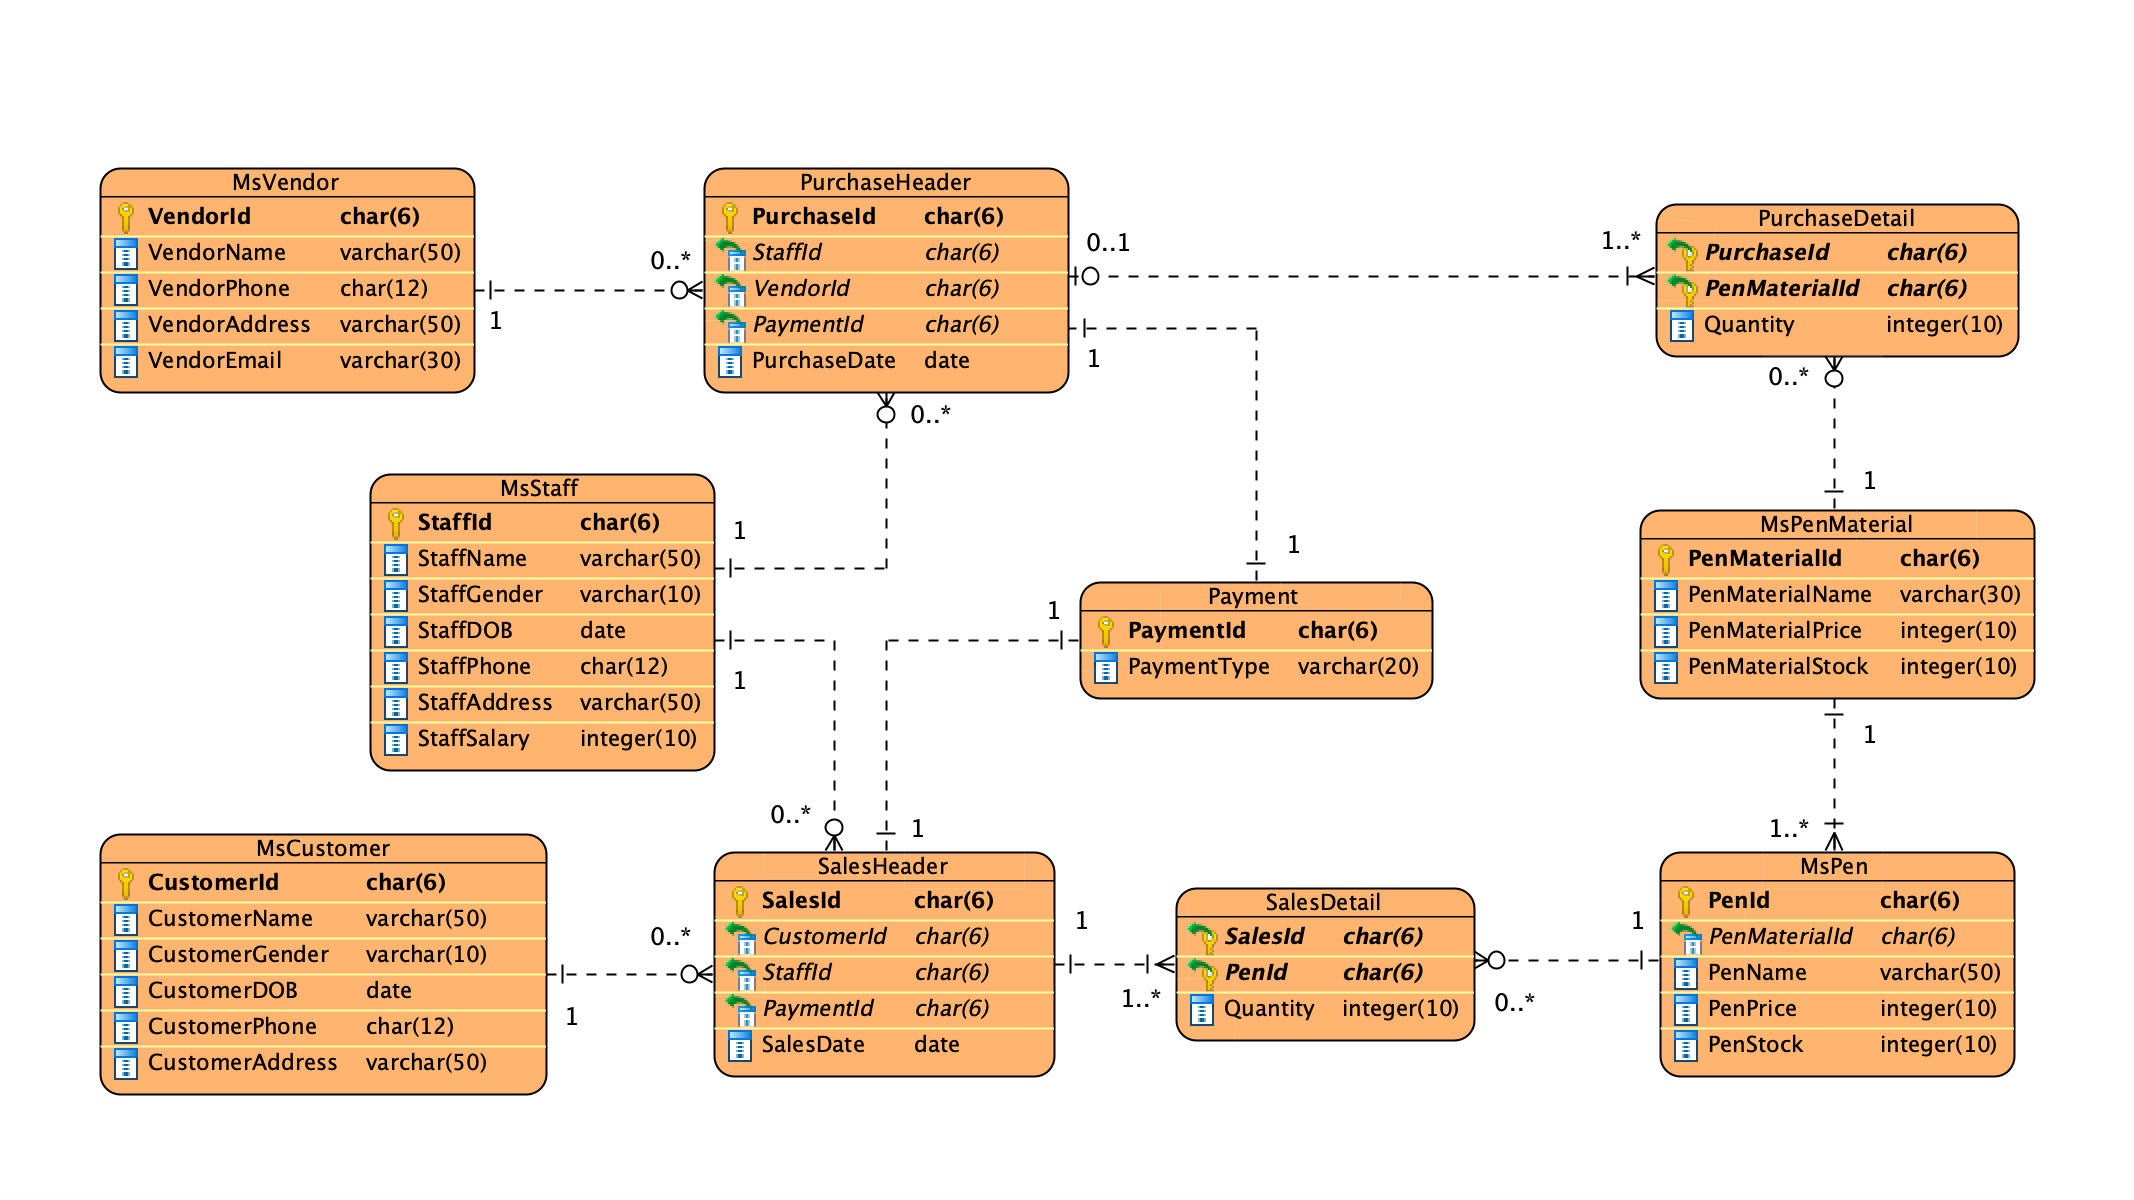 MsVendor
VendorId char(6)
VendorName varchar(50)
VendorPhone char(12)
VendorAddress varchar(50)
VendorEmail varchar(30)
1
0..*
PurchaseHeader
PurchaseId char(6)
StaffId char(6)
VendorId char(6)
PaymentId char(6)
PurchaseDate date
0..1
1..*
1
0..*
PurchaseDetail
PurchaseId char(6)
PenMaterialId char(6)
Quantity integer(10)
0..*
1
MsStaff
StaffId char(6)
StaffName varchar(50)
StaffGender varchar(10)
StaffDOB date
StaffPhone char(12)
StaffAddress varchar(50)
StaffSalary integer(10)
1
1
1
1
Payment
PaymentId char(6)
PaymentType varchar(20)
MsPenMaterial
PenMaterialId char(6)
PenMaterialName varchar(30)
PenMaterialPrice integer(10)
PenMaterialStock integer(10)
1
1..*
0..*
1
MsCustomer
CustomerId char(6)
CustomerName varchar(50)
CustomerGender varchar(10)
CustomerDOB date
CustomerPhone char(12)
CustomerAddress varchar(50)
0..*
1
SalesHeader
SalesId char(6)
CustomerId char(6)
StaffId char(6)
PaymentId char(6)
SalesDate date
1
1..*
SalesDetail
SalesId char(6)
PenId char(6)
Quantity integer(10)
1
0..*
MsPen
PenId char(6)
PenMaterialId char(6)
PenName varchar(50)
PenPrice integer(10)
PenStock integer(10)